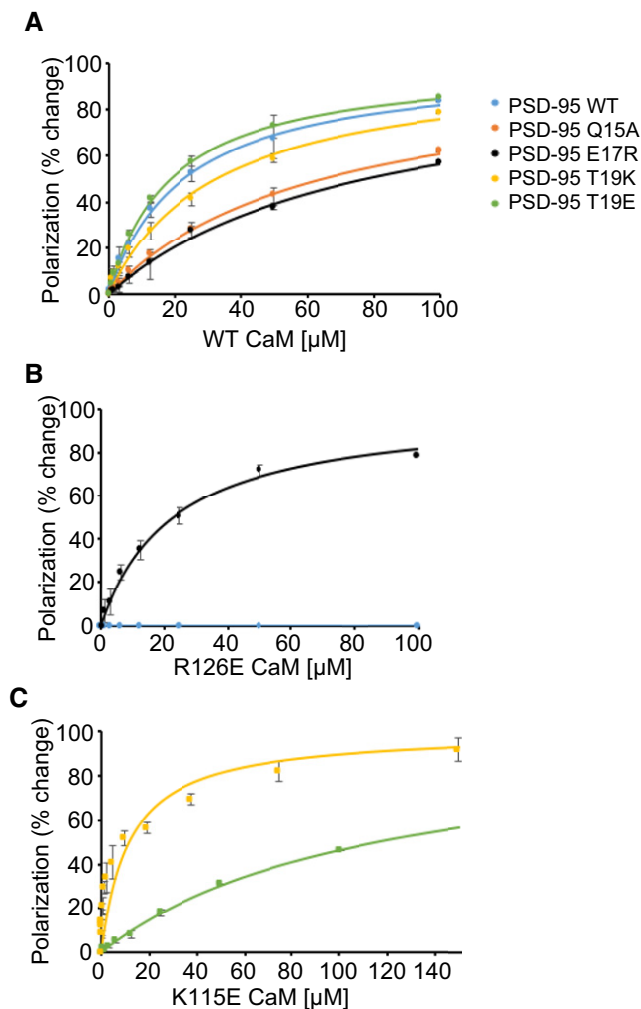 A
Polarization (% change)
100
80
60
40
20
0
0 20 40 60 80 100
WT CaM [µM]
PSD-95 WT
PSD-95 Q15A
PSD-95 E17R
PSD-95 T19K
PSD-95 T19E
B
Polarization (% change)
100
80
60
40
20
0
0 20 40 60 80 100
R126E CaM [µM]
C
Polarization (% change)
100
80
60
40
20
0
0 20 40 60 80 100 120 140
K115E CaM [µM]